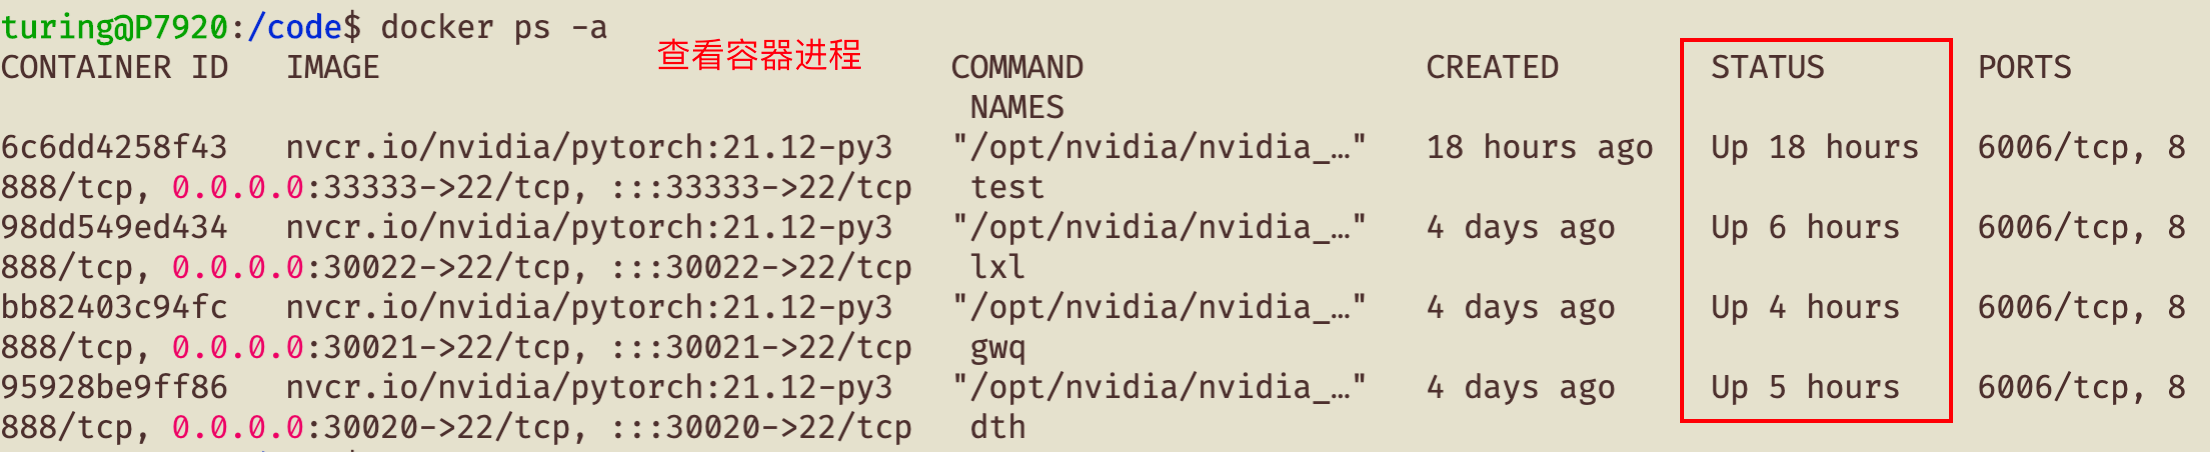 turing@P7920:/code$ docker ps -a
查看容器进程
CONTAINER ID   IMAGE                              COMMAND                  CREATED        STATUS        PORTS
NAMES
6c6dd4258f43   nvcr.io/nvidia/pytorch:21.12-py3   "/opt/nvidia/nvidia_…"   18 hours ago   Up 18 hours   6006/tcp, 8
888/tcp, 0.0.0.0:33333->22/tcp, :::33333->22/tcp   test
98dd549ed434   nvcr.io/nvidia/pytorch:21.12-py3   "/opt/nvidia/nvidia_…"   4 days ago     Up 6 hours    6006/tcp, 8
888/tcp, 0.0.0.0:30022->22/tcp, :::30022->22/tcp   lxl
bb82403c94fc   nvcr.io/nvidia/pytorch:21.12-py3   "/opt/nvidia/nvidia_…"   4 days ago     Up 4 hours    6006/tcp, 8
888/tcp, 0.0.0.0:30021->22/tcp, :::30021->22/tcp   gwq
95928be9ff86   nvcr.io/nvidia/pytorch:21.12-py3   "/opt/nvidia/nvidia_…"   4 days ago     Up 5 hours    6006/tcp, 8
888/tcp, 0.0.0.0:30020->22/tcp, :::30020->22/tcp   dth